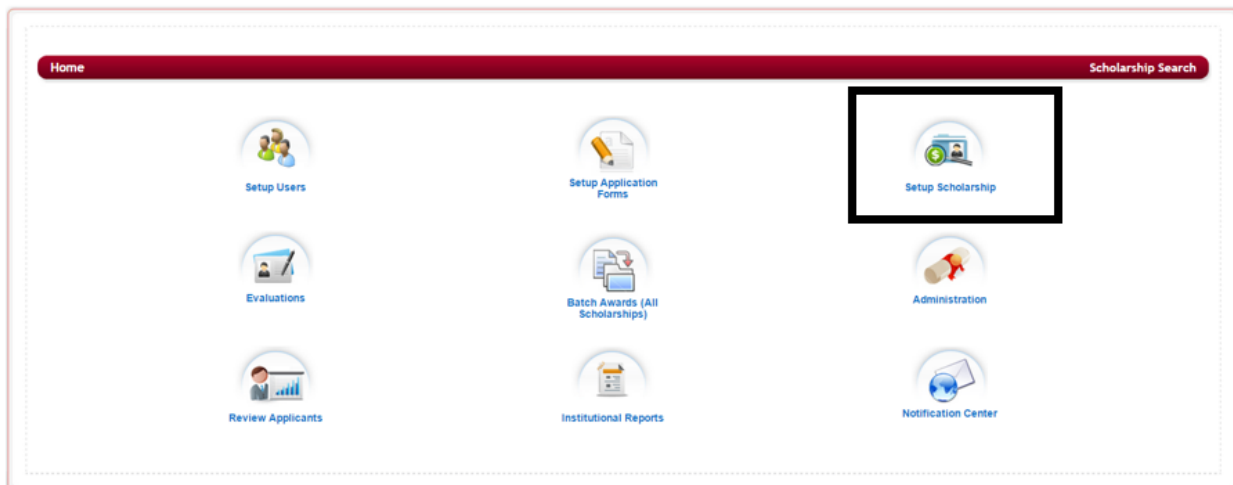 Home
Scholarship Search
Setup Users
Setup Application
Forms
Setup Scholarship
Evaluations
Batch Awards (All
Scholarships)
Administration
Review Applicants
Institutional Reports
Notification Center